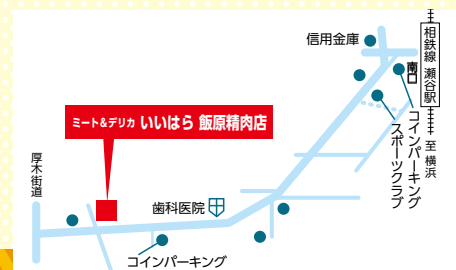 信用金庫
相鉄線 瀬谷駅
南口
至 横浜
コインパーキング
スポーツクラブ
ミート&デリカ いいはら 飯原精肉店
厚木街道
歯科医院
コインパーキング